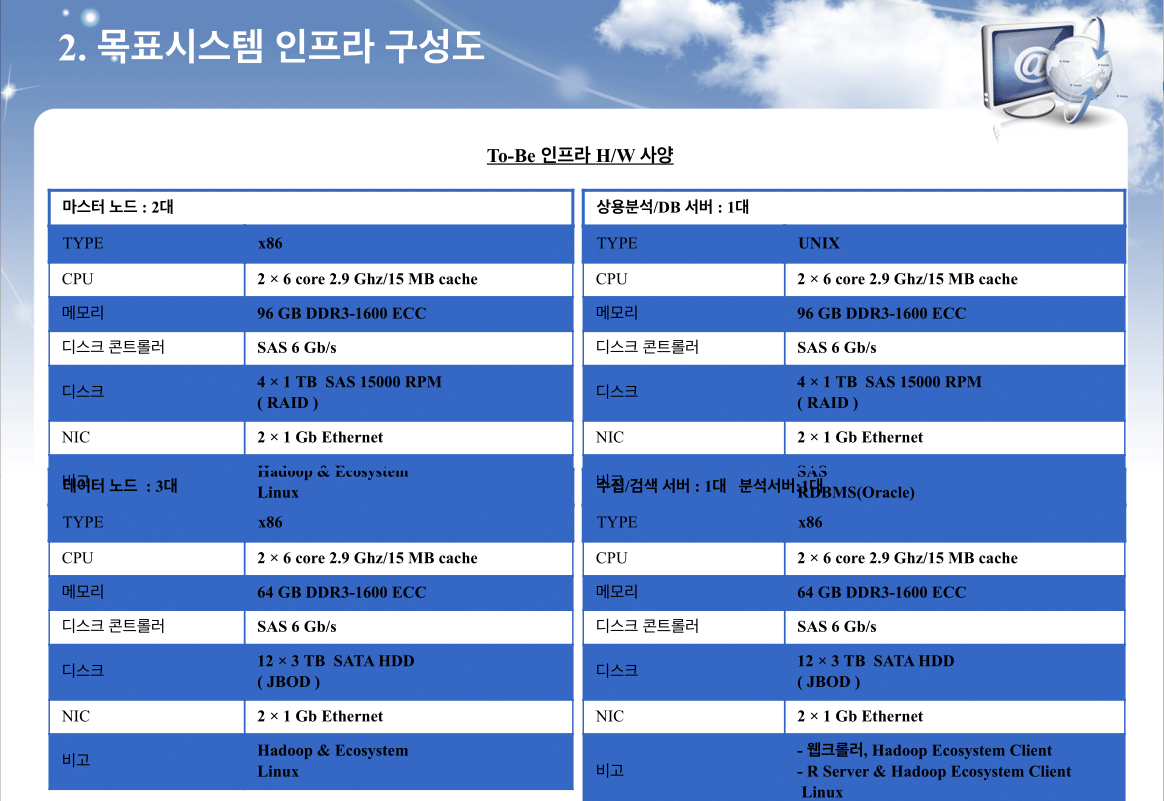 2. 목표시스템 인프라 구성도
To-Be 인프라 H/W 사양
마스터 노드 : 2대
TYPE x86
CPU 2 × 6 core 2.9 Ghz/15 MB cache
메모리 96 GB DDR3-1600 ECC
디스크 콘트롤러 SAS 6 Gb/s
디스크 4 × 1 TB SAS 15000 RPM
( RAID )
NIC 2 × 1 Gb Ethernet
비고 Hadoop & Ecosystem
Linux
상용분석/DB 서버 : 1대
TYPE UNIX
CPU 2 × 6 core 2.9 Ghz/15 MB cache
메모리 96 GB DDR3-1600 ECC
디스크 콘트롤러 SAS 6 Gb/s
디스크 4 × 1 TB SAS 15000 RPM
( RAID )
NIC 2 × 1 Gb Ethernet
비고 SAS
RDBMS(Oracle)
데이터 노드 : 3대
TYPE x86
CPU 2 × 6 core 2.9 Ghz/15 MB cache
메모리 64 GB DDR3-1600 ECC
디스크 콘트롤러 SAS 6 Gb/s
디스크 12 × 3 TB SATA HDD
( JBOD )
NIC 2 × 1 Gb Ethernet
비고 Hadoop & Ecosystem
Linux
수집/검색 서버 : 1대 분석서버:1대
TYPE x86
CPU 2 × 6 core 2.9 Ghz/15 MB cache
메모리 64 GB DDR3-1600 ECC
디스크 콘트롤러 SAS 6 Gb/s
디스크 12 × 3 TB SATA HDD
( JBOD )
NIC 2 × 1 Gb Ethernet
비고 - 웹크롤러, Hadoop Ecosystem Client
- R Server & Hadoop Ecosystem Client
Linux
@